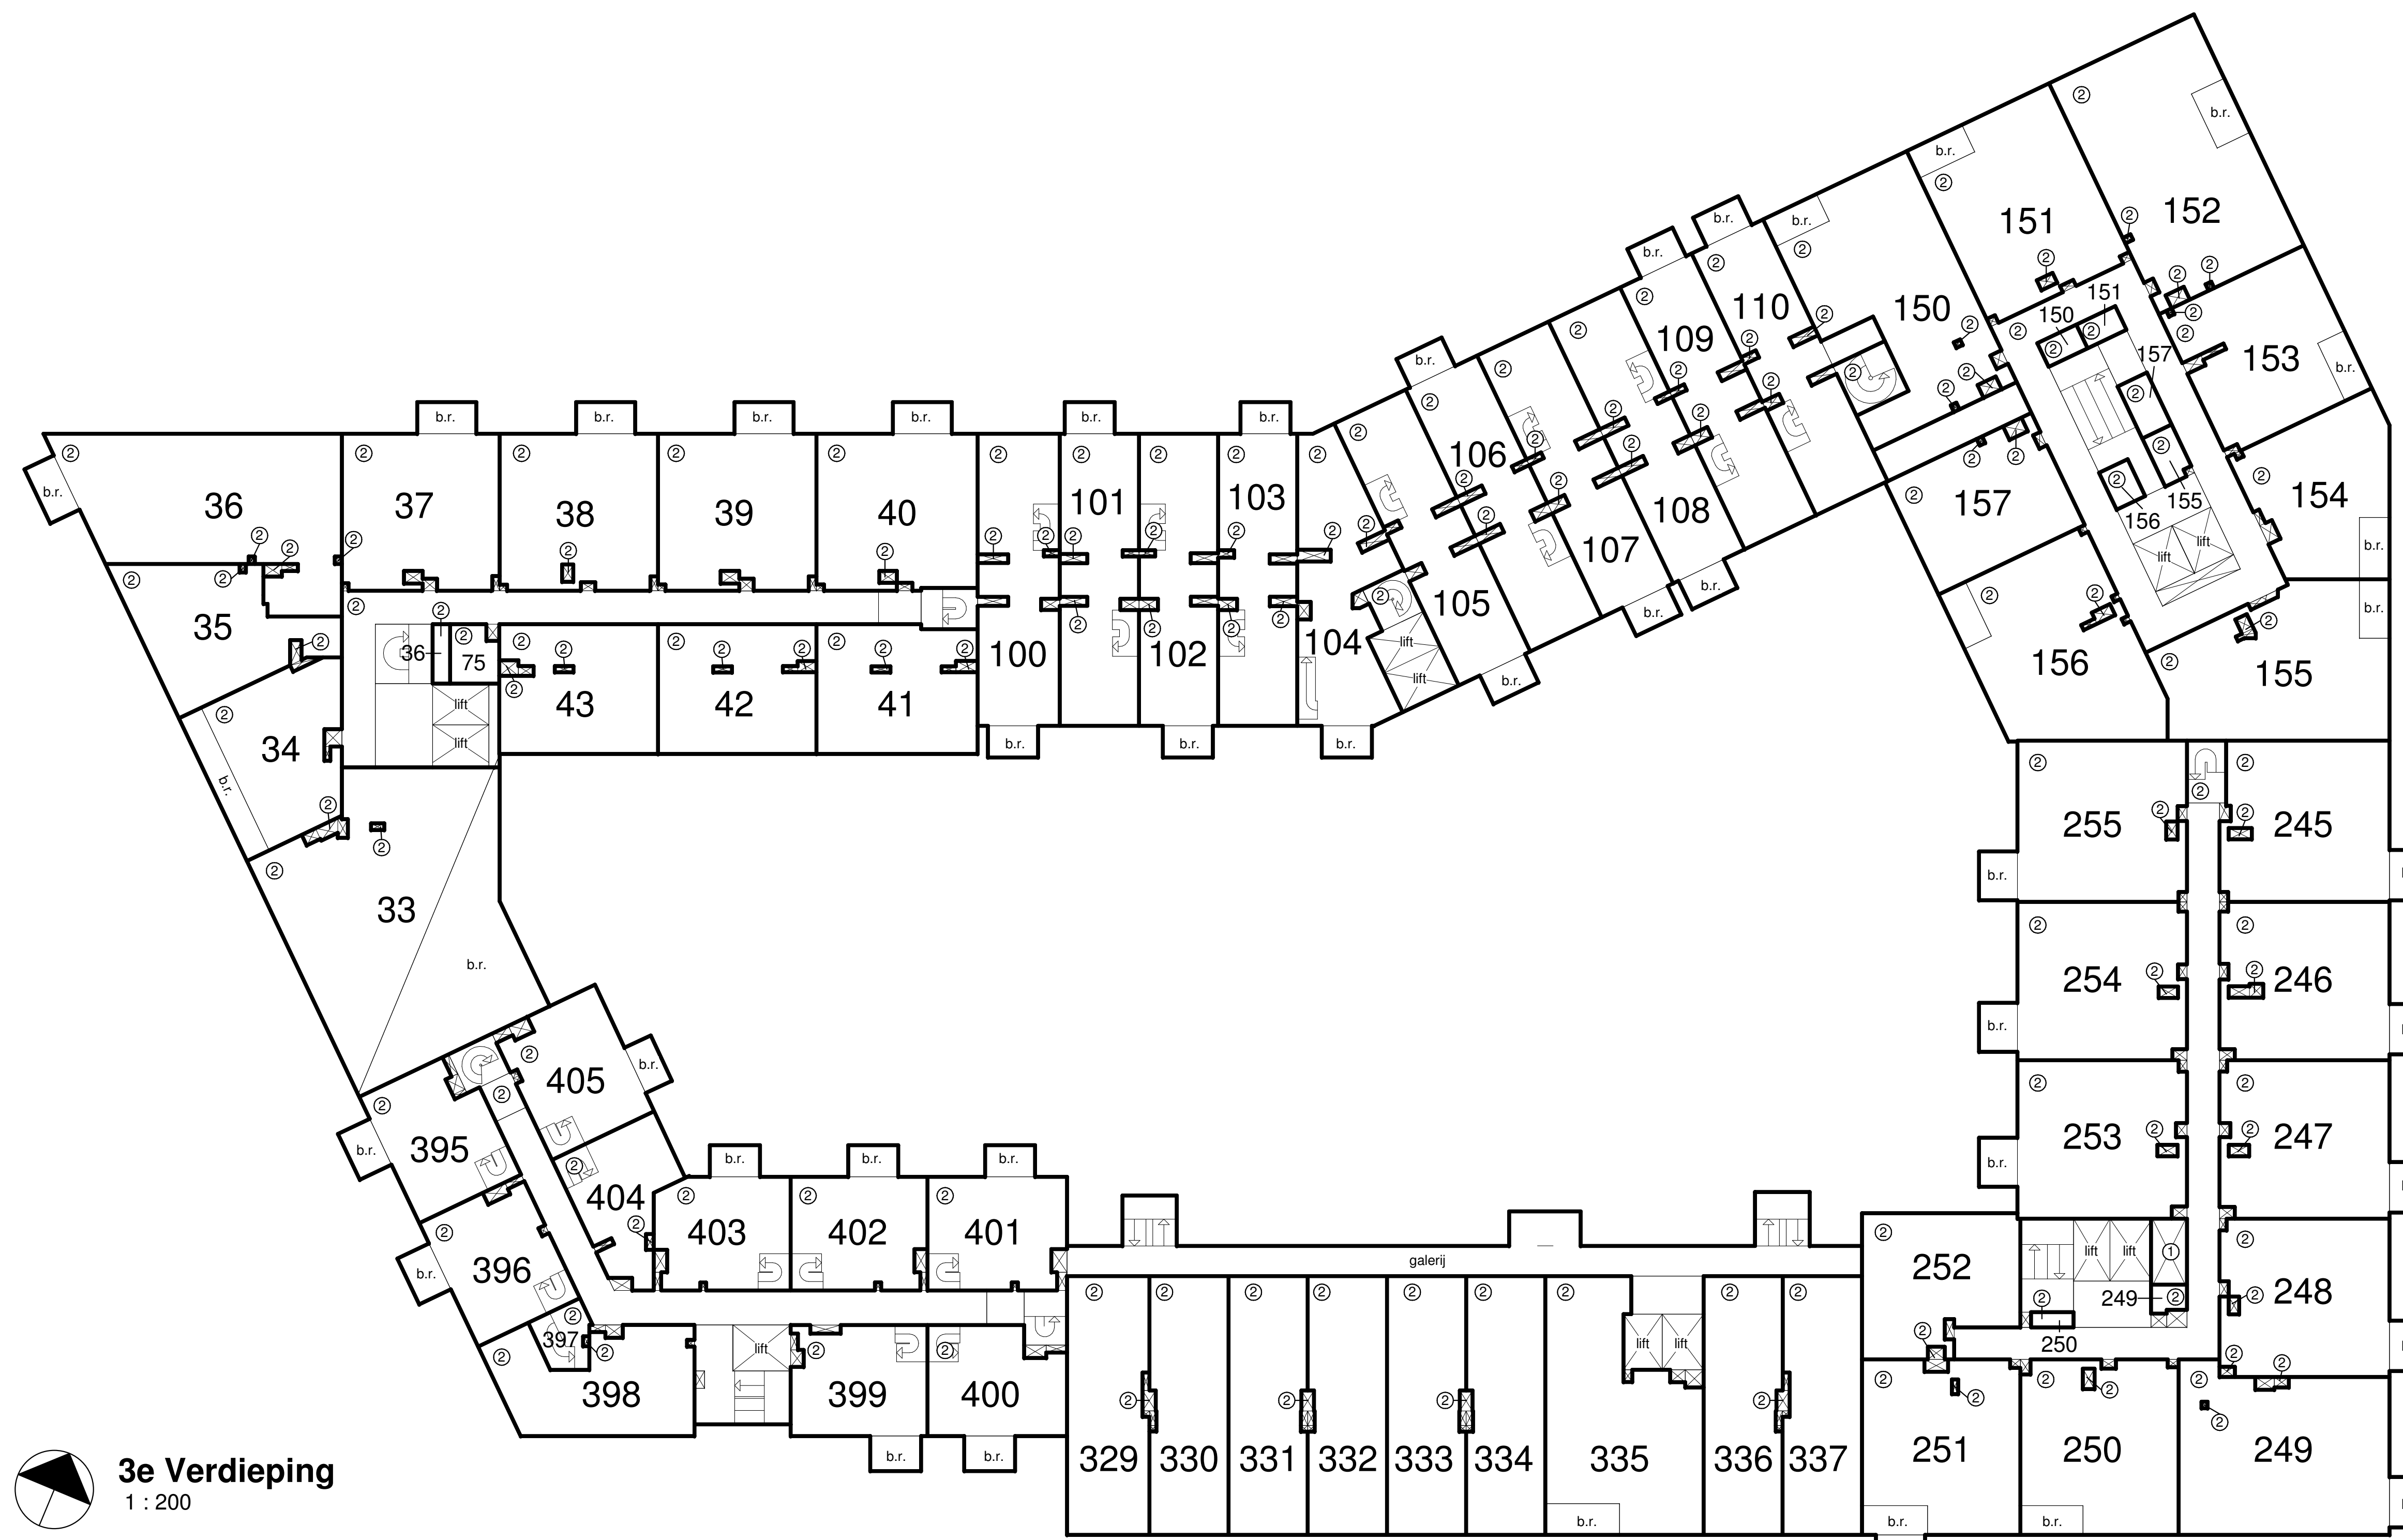 b.r. b.r. b.r. b.r. b.r. b.r. b.r. b.r. b.r. b.r. b.r. b.r. b.r.
36 37 38 39 40 101 103 106 109 110 150 151 152
150 151 157 153 b.r.
35 36 75 43 42 41 100 102 104 105 107 108 157 156 155 154
lift lift lift lift lift lift
34 b.r. b.r. b.r. b.r. b.r. b.r. b.r. 156 155 b.r. b.r.
33 b.r.
255 245
b.r.
254 246
b.r.
253 247
b.r.
405 b.r.
395 b.r.
404 403 402 401 b.r. b.r. b.r.
396 b.r.
galerij
252 lift lift 1 249 248
250
397 398 lift 399 400 b.r. b.r.
329 330 331 332 333 334 335 lift lift 336 337 251 250 249
b.r. b.r. b.r.
3e Verdieping
1 : 200